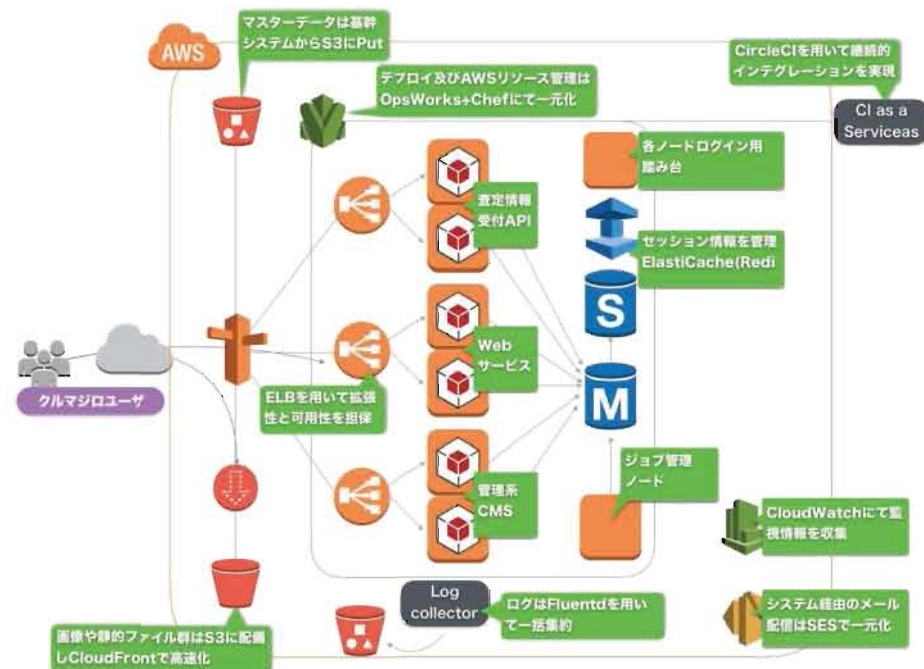 マスターデータは基幹
システムからS3にPut
AWS
CircleCIを用いて継続的
インテグレーションを実現
デプロイ及びAWSリソース管理は
OpsWorks+Chefにて一元化
CI as a
Serviceas
各ノードログイン用
踏み台
査定情報
受付API
セッション情報を管理
ElastiCache(Redi
S
Web
サービス
クルマジロユーザ
ELBを用いて拡張
性と可用性を担保
M
ジョブ管理
ノード
管理系
CMS
CloudWatchにて監
視情報を収集
Log
collector
ログはFluentdを用い
て一括集約
システム経由のメール
配信はSESで一元化
画像や静的ファイル群はS3に配備
しCloudFrontで高速化